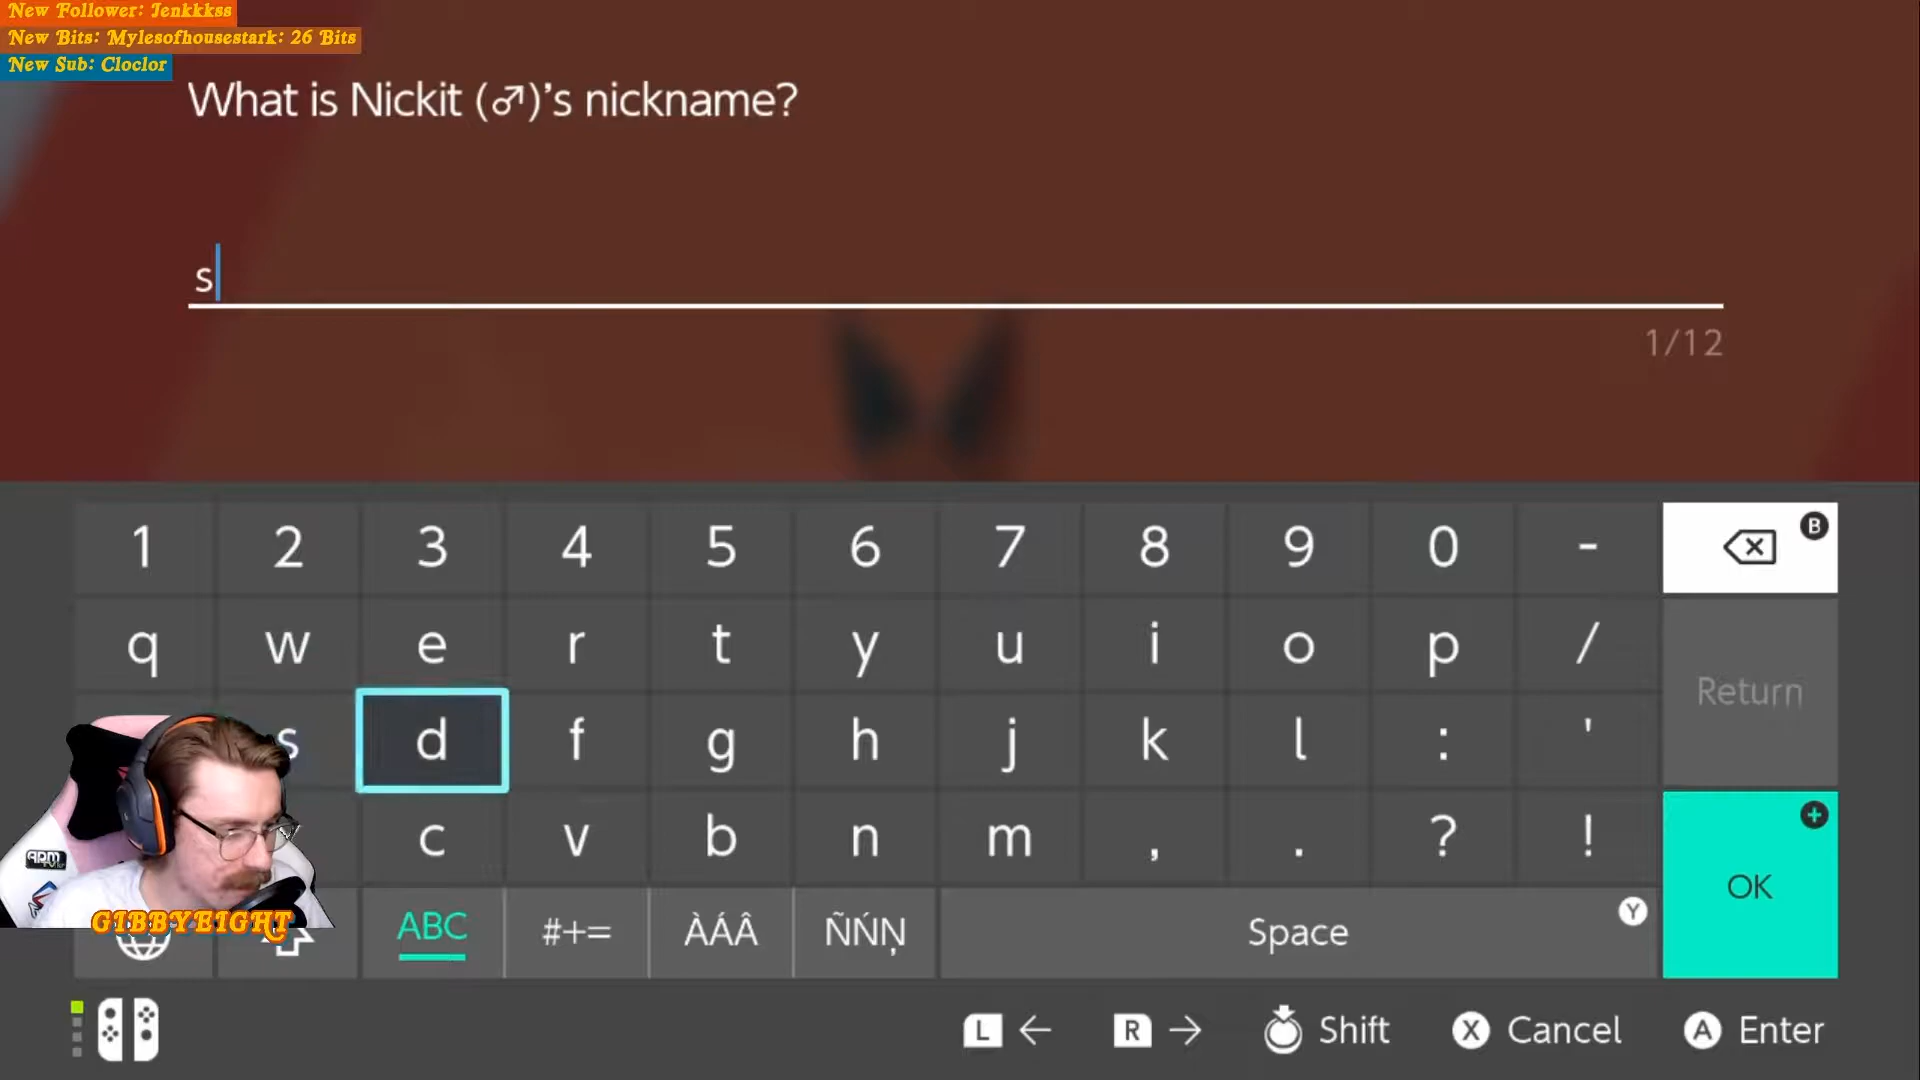 New Follower: Jenkkkss
New Bits: Mylesofhousestark: 26 Bits
New Sub: Cloclor
What is Nickit (♂)'s nickname?
s
1/12
1 2 3 4 5 6 7 8 9 0 - B
q w e r t y u i o p /
Return
s d f g h j k l : '
c v b n m , . ? !
OK
GIBBYEIGHT
ABC #+= ÀÁÂ ÑŃŅ Space Y
L ← R → Shift X Cancel A Enter